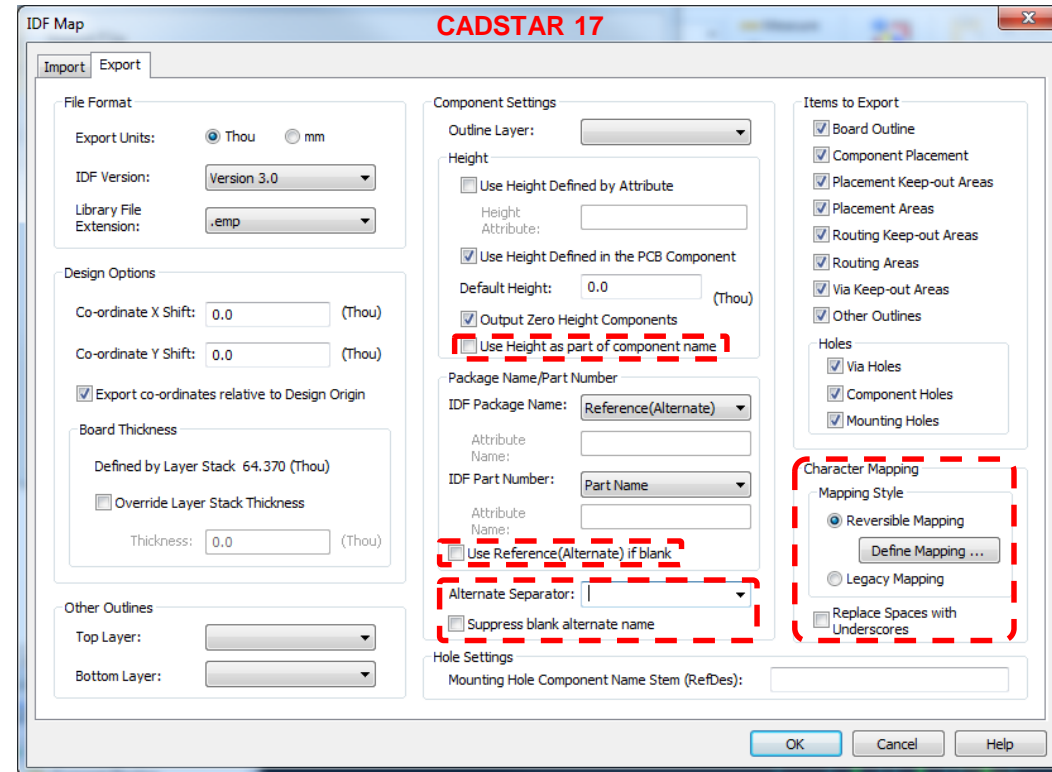 IDF Map
CADSTAR 17
Import
Export
File Format
Export Units:
Thou
mm
IDF Version:
Version 3.0
Library File
Extension:
.emp
Design Options
Co-ordinate X Shift:
0.0
(Thou)
Co-ordinate Y Shift:
0.0
(Thou)
Export co-ordinates relative to Design Origin
Board Thickness
Defined by Layer Stack 64.370 (Thou)
Override Layer Stack Thickness
Thickness:
0.0
(Thou)
Other Outlines
Top Layer:
Bottom Layer:
Component Settings
Outline Layer:
Height
Use Height Defined by Attribute
Height
Attribute:
Use Height Defined in the PCB Component
Default Height:
0.0
(Thou)
Output Zero Height Components
Use Height as part of component name
Package Name/Part Number
IDF Package Name:
Reference(Alternate)
Attribute
Name:
IDF Part Number:
Part Name
Attribute
Name:
Use Reference(Alternate) if blank
Alternate Separator:
Suppress blank alternate name
Hole Settings
Mounting Hole Component Name Stem (RefDes):
Items to Export
Board Outline
Component Placement
Placement Keep-out Areas
Placement Areas
Routing Keep-out Areas
Routing Areas
Via Keep-out Areas
Other Outlines
Holes
Via Holes
Component Holes
Mounting Holes
Character Mapping
Mapping Style
Reversible Mapping
Define Mapping ...
Legacy Mapping
Replace Spaces with
Underscores
OK
Cancel
Help